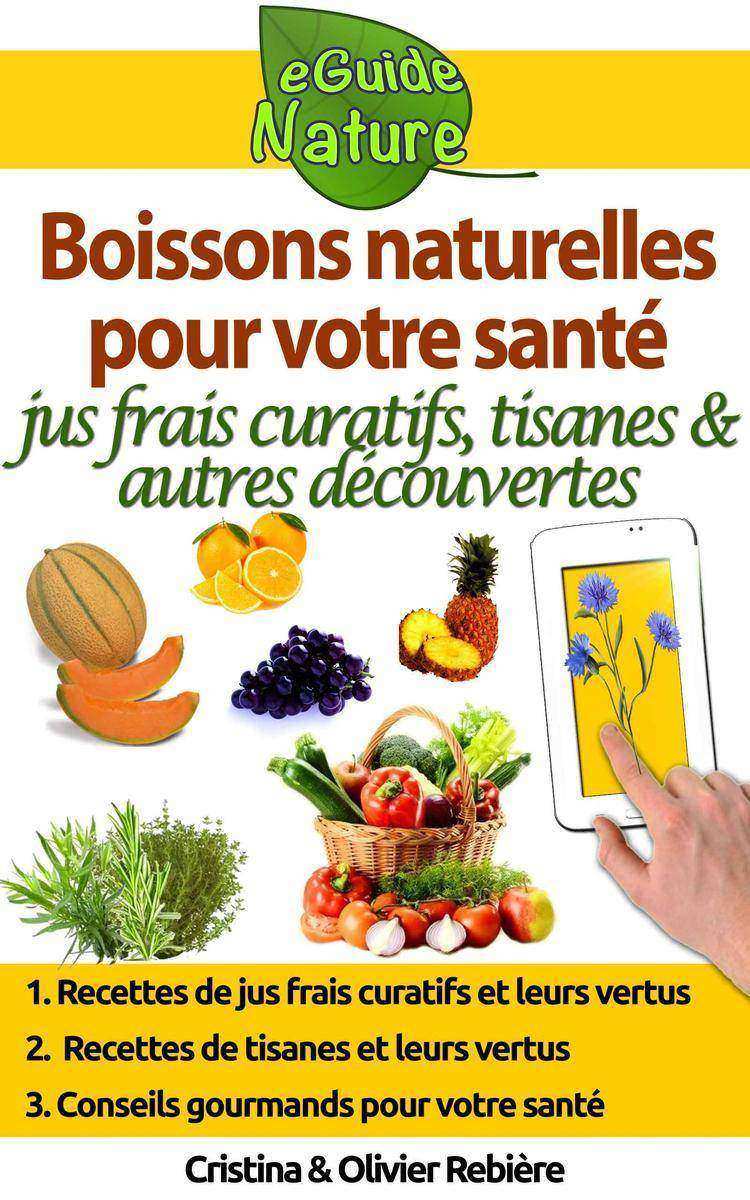 eGuide
Nature
Boissons naturelles
pour votre santé
jus frais curatifs, tisanes &
autres découvertes
1. Recettes de jus frais curatifs et leurs vertus
2. Recettes de tisanes et leurs vertus
3. Conseils gourmands pour votre santé
Cristina & Olivier Rebière